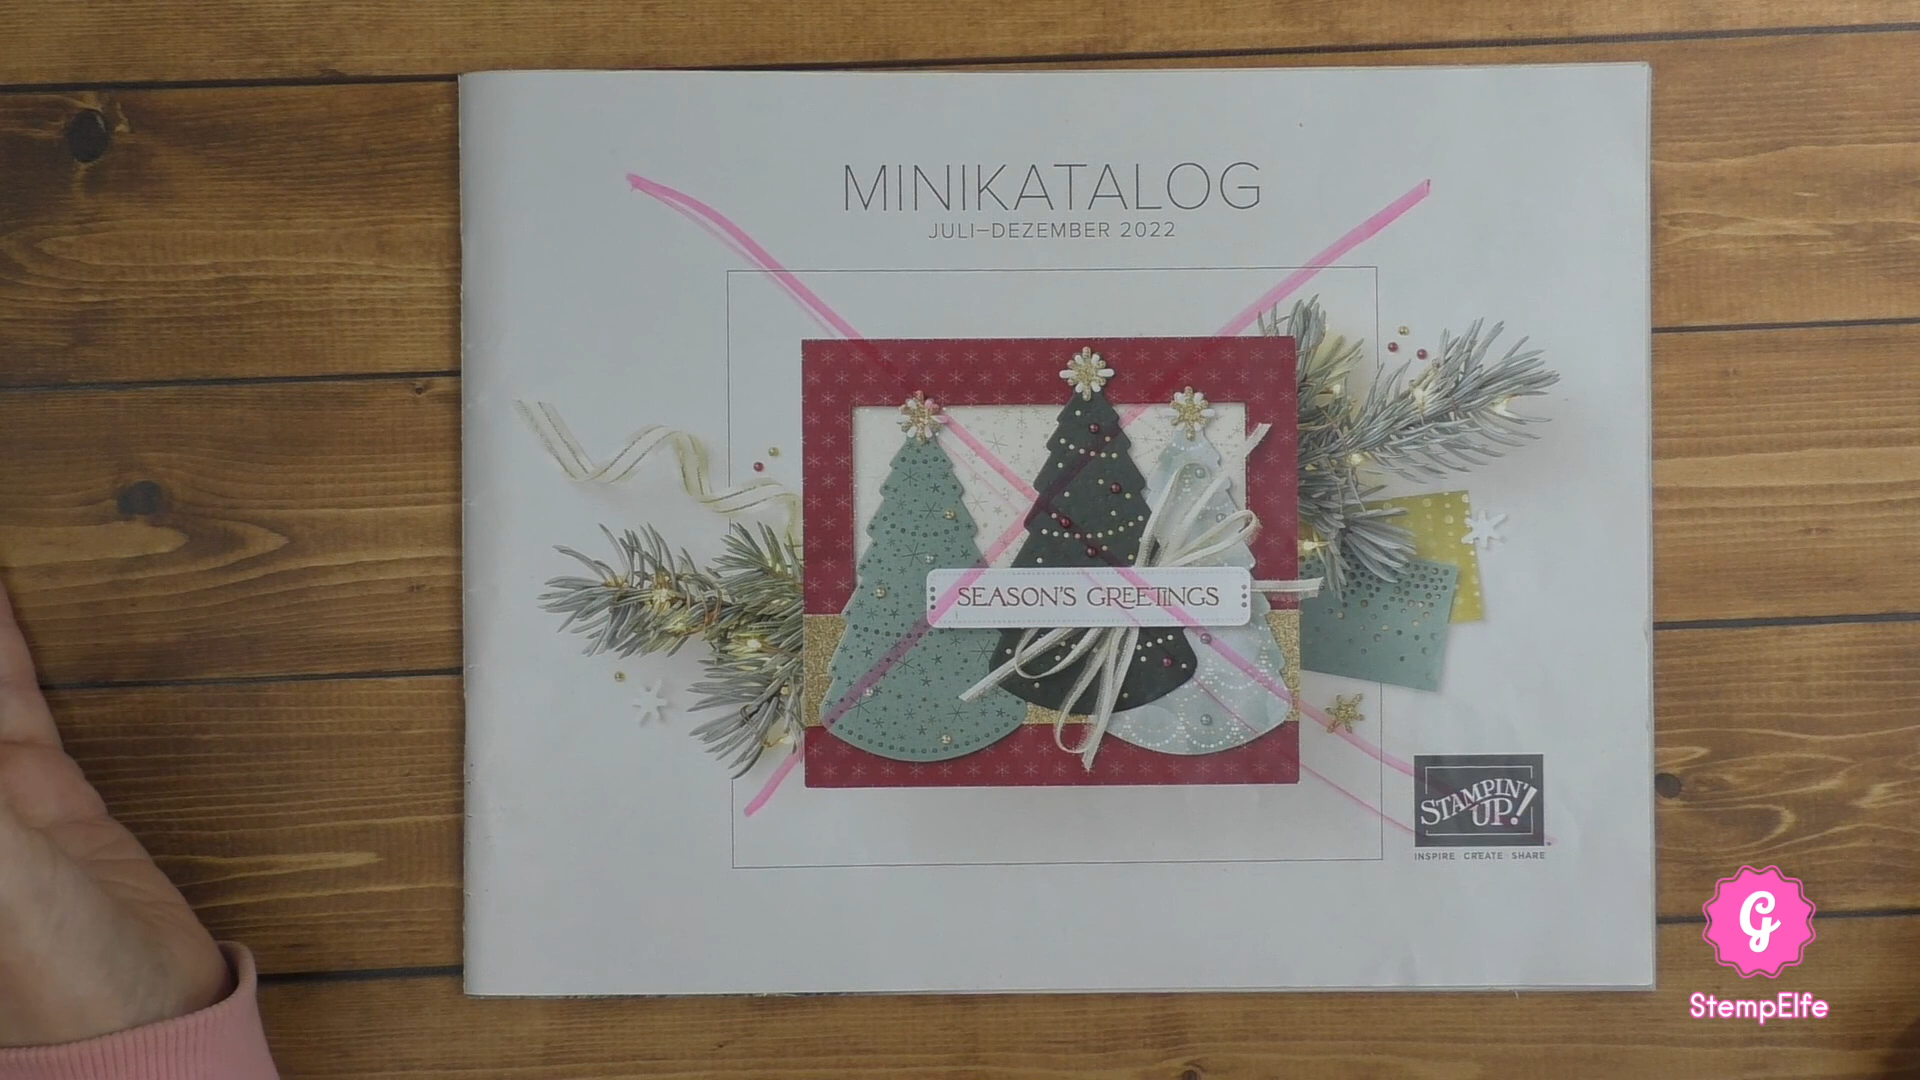 MINIKATALOG
JULI–DEZEMBER 2022
SEASON'S GREETINGS
STAMPIN' UP!
INSPIRE CREATE SHARE
G
StempElfe